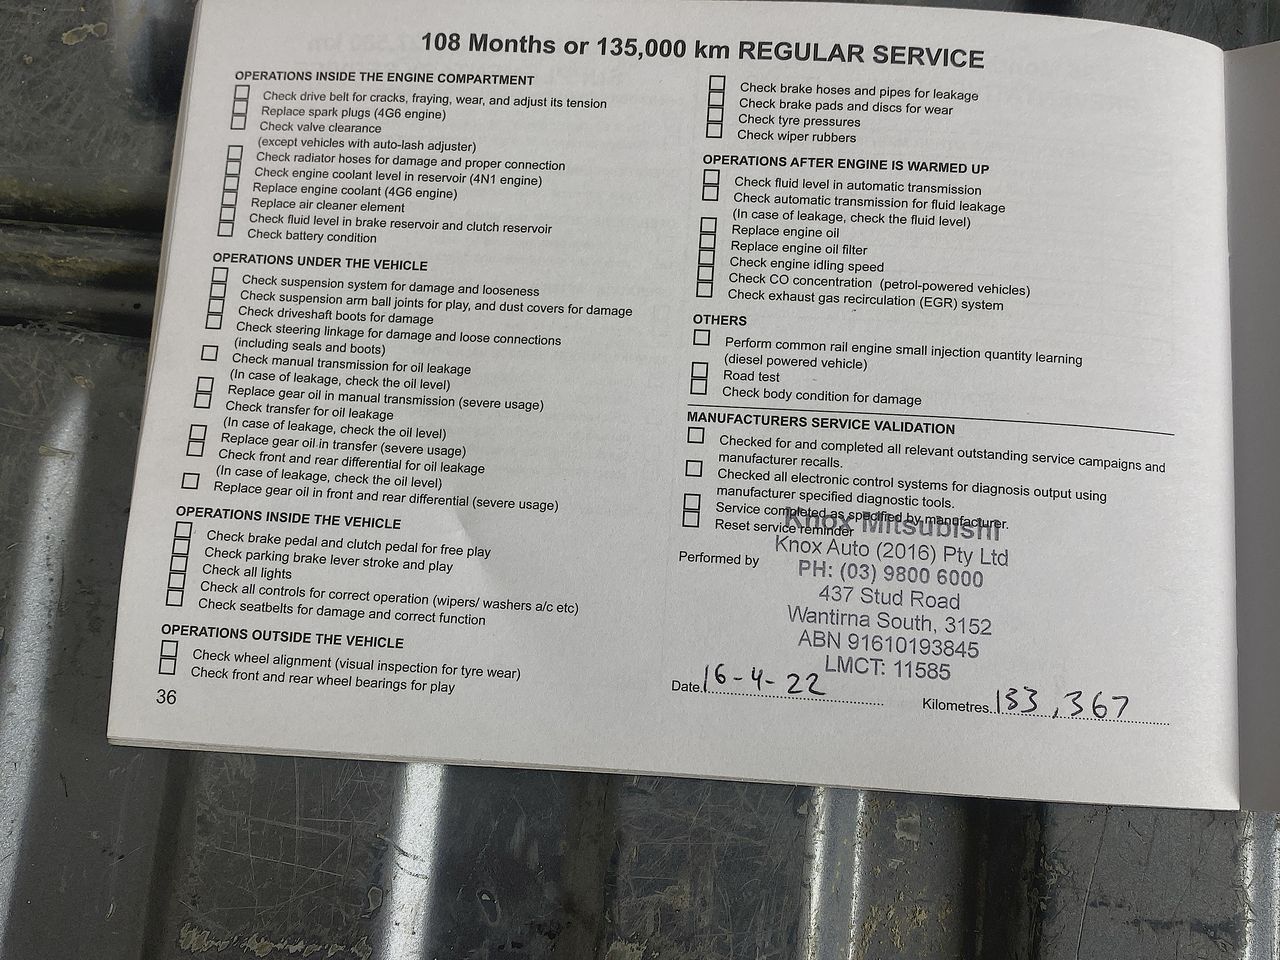 108 Months or 135,000 km REGULAR SERVICE
OPERATIONS INSIDE THE ENGINE COMPARTMENT
Check drive belt for cracks, fraying, wear, and adjust its tension
Replace spark plugs (4G6 engine)
Check valve clearance
(except vehicles with auto-lash adjuster)
Check radiator hoses for damage and proper connection
Check engine coolant level in reservoir (4N1 engine)
Replace engine coolant (4G6 engine)
Replace air cleaner element
Check fluid level in brake reservoir and clutch reservoir
Check battery condition
OPERATIONS UNDER THE VEHICLE
Check suspension system for damage and looseness
Check suspension arm ball joints for play, and dust covers for damage
Check driveshaft boots for damage
Check steering linkage for damage and loose connections
(including seals and boots)
Check manual transmission for oil leakage
(In case of leakage, check the oil level)
Replace gear oil in manual transmission (severe usage)
Check transfer for oil leakage
(In case of leakage, check the oil level)
Replace gear oil in transfer (severe usage)
Check front and rear differential for oil leakage
(In case of leakage, check the oil level)
Replace gear oil in front and rear differential (severe usage)
OPERATIONS INSIDE THE VEHICLE
Check brake pedal and clutch pedal for free play
Check parking brake lever stroke and play
Check all lights
Check all controls for correct operation (wipers/ washers a/c etc)
Check seatbelts for damage and correct function
OPERATIONS OUTSIDE THE VEHICLE
Check wheel alignment (visual inspection for tyre wear)
Check front and rear wheel bearings for play
36
Check brake hoses and pipes for leakage
Check brake pads and discs for wear
Check tyre pressures
Check wiper rubbers
OPERATIONS AFTER ENGINE IS WARMED UP
Check fluid level in automatic transmission
Check automatic transmission for fluid leakage
(In case of leakage, check the fluid level)
Replace engine oil
Replace engine oil filter
Check engine idling speed
Check CO concentration (petrol-powered vehicles)
Check exhaust gas recirculation (EGR) system
OTHERS
Perform common rail engine small injection quantity learning
(diesel powered vehicle)
Road test
Check body condition for damage
MANUFACTURERS SERVICE VALIDATION
Checked for and completed all relevant outstanding service campaigns and
manufacturer recalls.
Checked all electronic control systems for diagnosis output using
manufacturer specified diagnostic tools.
Service completed as specified by manufacturer.
Reset service reminder
Knox Mitsubishi
Performed by
Knox Auto (2016) Pty Ltd
PH: (03) 9800 6000
437 Stud Road
Wantirna South, 3152
ABN 91610193845
LMCT: 11585
Date 16-4-22
Kilometres 133,367